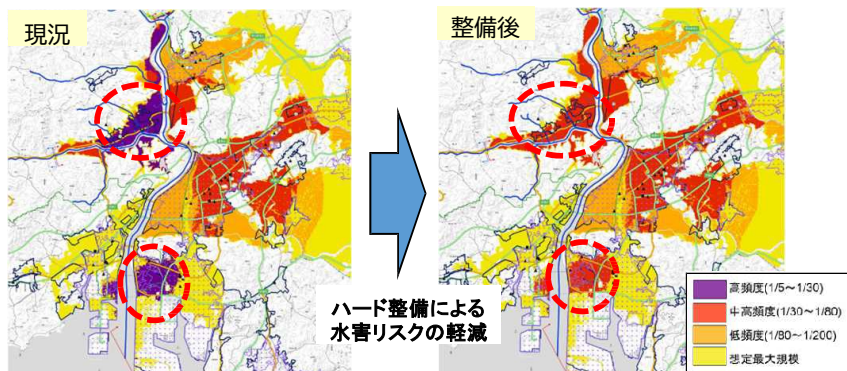 現況
整備後
ハード整備による
水害リスクの軽減
高頻度(1/5~1/30)
中高頻度(1/30~1/80)
低頻度(1/80~1/200)
想定最大規模